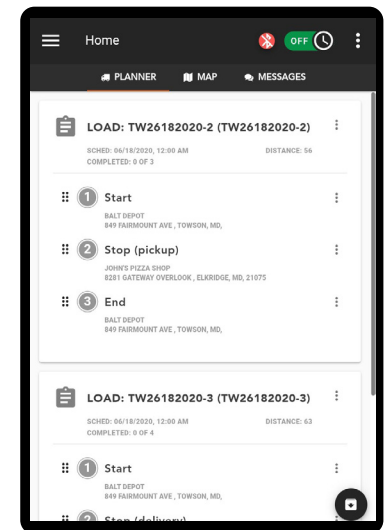 Home
OFF
PLANNER MAP MESSAGES
LOAD: TW26182020-2 (TW26182020-2)
SCHED: 06/18/2020, 12:00 AM DISTANCE: 56
COMPLETED: 0 OF 3
1 Start
BALT DEPOT
849 FAIRMOUNT AVE , TOWSON, MD,
2 Stop (pickup)
JOHN'S PIZZA SHOP
8281 GATEWAY OVERLOOK , ELKRIDGE, MD, 21075
3 End
BALT DEPOT
849 FAIRMOUNT AVE , TOWSON, MD,
LOAD: TW26182020-3 (TW26182020-3)
SCHED: 06/18/2020, 12:00 AM DISTANCE: 63
COMPLETED: 0 OF 4
1 Start
BALT DEPOT
849 FAIRMOUNT AVE , TOWSON, MD,
2 Stop (delivery)